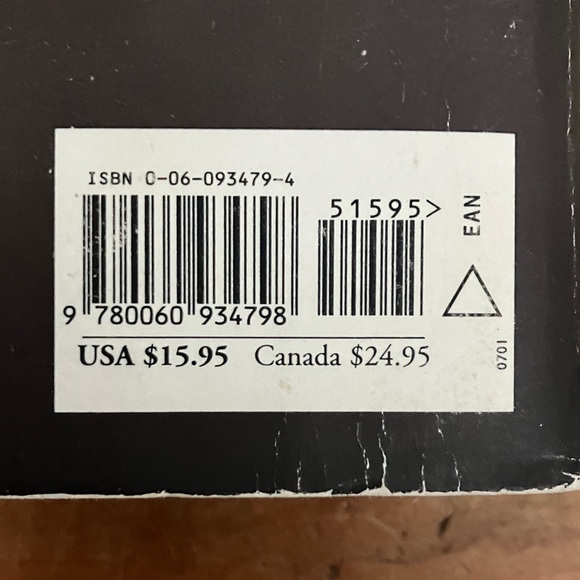 ISBN 0-06-093479-4
51595>
EAN
9 780060 934798
USA $15.95 Canada $24.95
0701